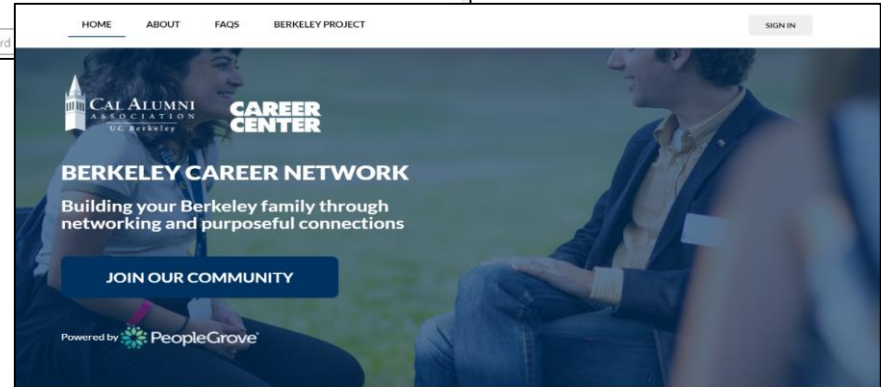 HOME ABOUT FAQS BERKELEY PROJECT SIGN IN
rd
CAL ALUMNI
ASSOCIATION
UC Berkeley
CAREER
CENTER
BERKELEY CAREER NETWORK
Building your Berkeley family through
networking and purposeful connections
JOIN OUR COMMUNITY
Powered by PeopleGrove